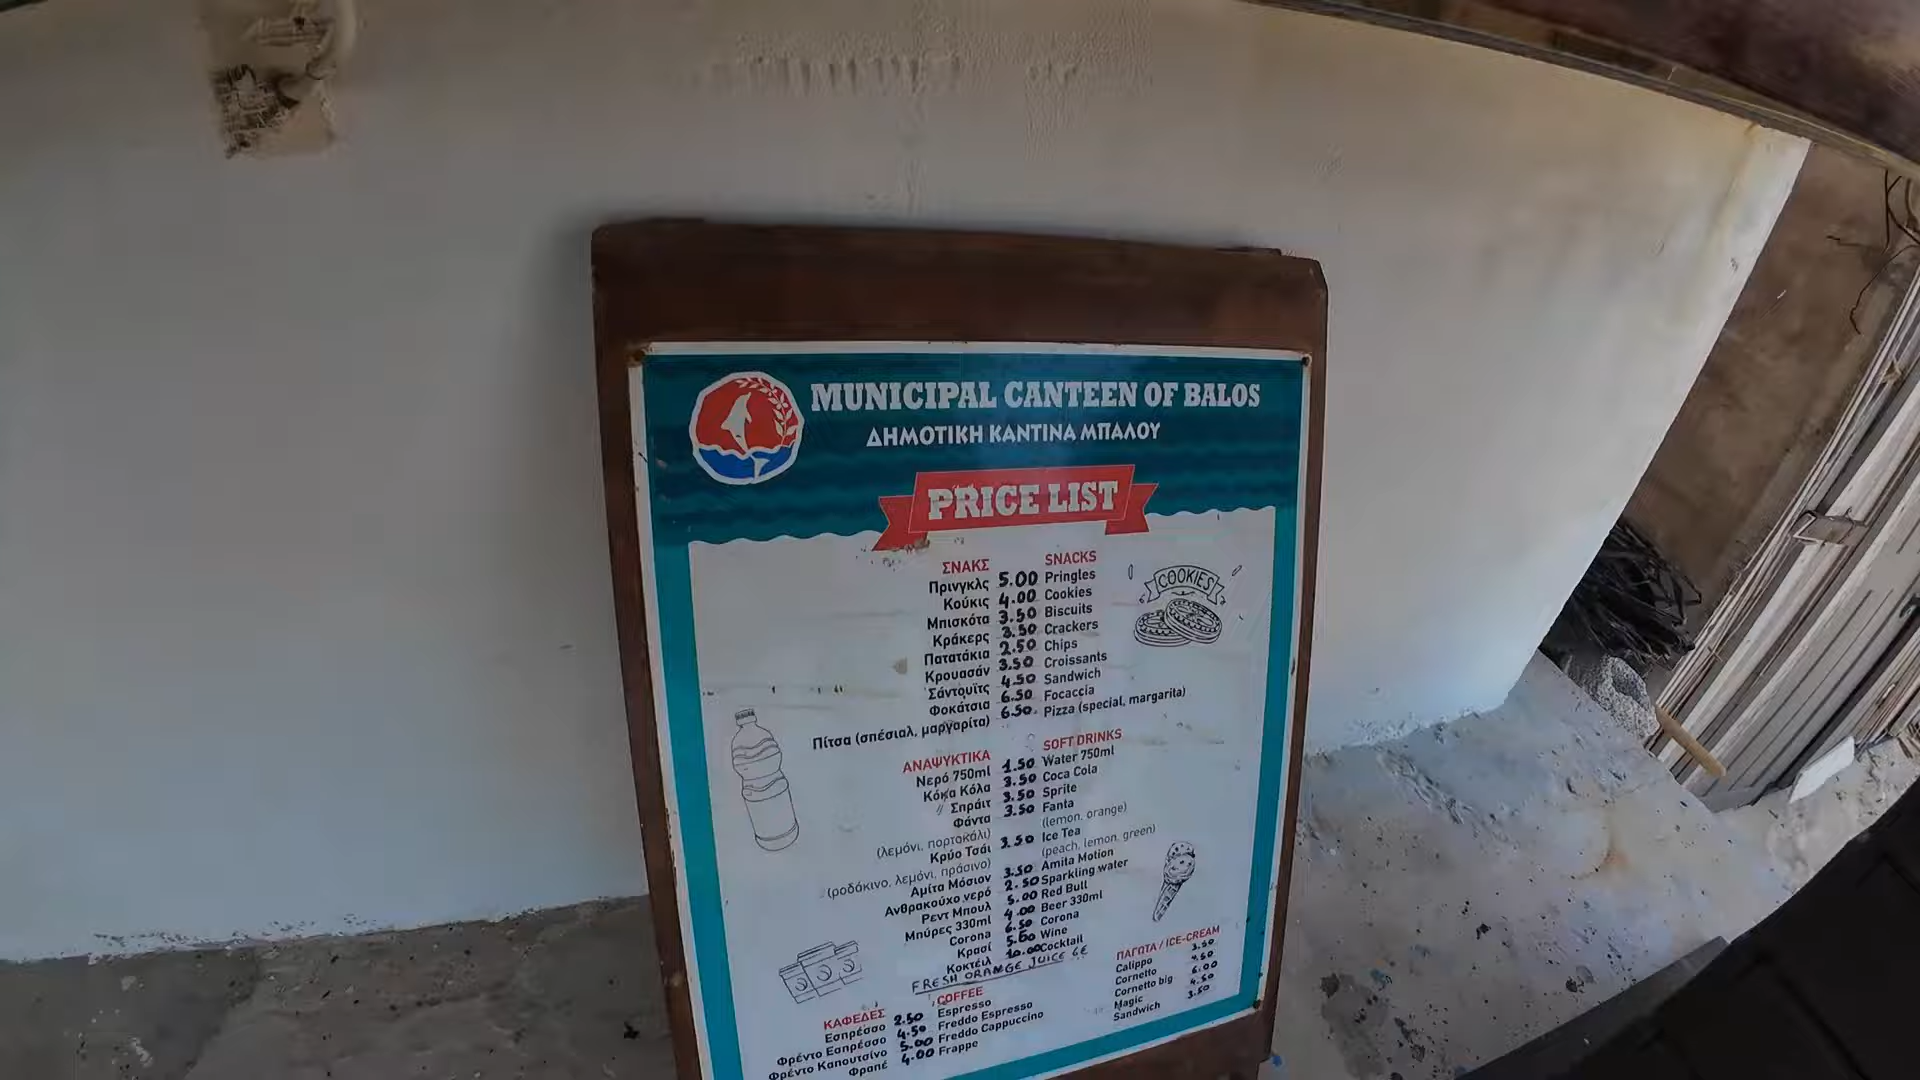 MUNICIPAL CANTEEN OF BALOS
ΔΗΜΟΤΙΚΗ ΚΑΝΤΙΝΑ ΜΠΑΛΟΥ
PRICE LIST
ΣΝΑΚΣ SNACKS
Πρινγκλς 5.00 Pringles
Κούκις 4.00 Cookies
Μπισκότα 3.50 Biscuits
Κράκερς 3.50 Crackers
Πατατάκια 2.50 Chips
Κρουασάν 3.50 Croissants
Σάντουϊτς 4.50 Sandwich
Φοκάτσια 6.50 Focaccia
Πίτσα (σπέσιαλ, μαργαρίτα) 6.50 Pizza (special, margarita)
COOKIES
ΑΝΑΨΥΚΤΙΚΑ SOFT DRINKS
Νερό 750ml 1.50 Water 750ml
Κόκα Κόλα 3.50 Coca Cola
Σπράιτ 3.50 Sprite
Φάντα 3.50 Fanta
(λεμόνι, πορτοκάλι) (lemon, orange)
Κρύο Τσάι 3.50 Ice Tea
(ροδάκινο, λεμόνι, πράσινο) (peach, lemon, green)
Αμίτα Μόσιον 3.50 Amita Motion
Ανθρακούχο νερό 2.50 Sparkling water
Ρεντ Μπουλ 5.00 Red Bull
Μπύρες 330ml 4.00 Beer 330ml
Corona 6.50 Corona
Κρασί 5.60 Wine
Κοκτέιλ 10.00 Cocktail
FRESH ORANGE JUICE 6€
ΚΑΦΕΔΕΣ COFFEE
Εσπρέσσο 2.50 Espresso
Φρέντο Εσπρέσσο 4.50 Freddo Espresso
Φρέντο Καπουτσίνο 5.00 Freddo Cappuccino
Φραπέ 4.00 Frappe
ΠΑΓΩΤΑ / ICE-CREAM
Calippo 3.50
Cornetto 4.50
Cornetto big 6.00
Magic 4.50
Sandwich 3.50